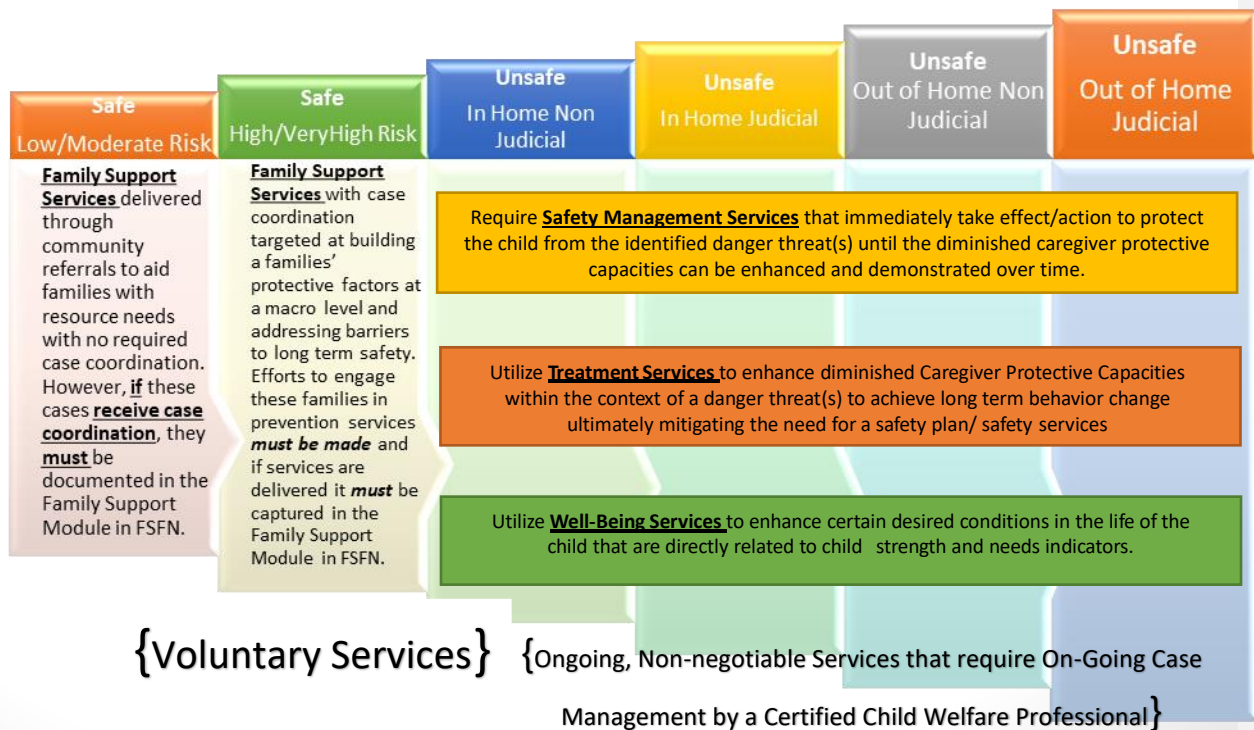 Safe
Low/Moderate Risk
Safe
High/VeryHigh Risk
Unsafe
In Home Non
Judicial
Unsafe
In Home Judicial
Unsafe
Out of Home Non
Judicial
Unsafe
Out of Home
Judicial
Family Support
Services delivered
through
community
referrals to aid
families with
resource needs
with no required
case coordination.
However, if these
cases receive case
coordination, they
must be
documented in the
Family Support
Module in FSFN.
Family Support
Services with case
coordination
targeted at building
a families'
protective factors at
a macro level and
addressing barriers
to long term safety.
Efforts to engage
these families in
prevention services
must be made and
if services are
delivered it must be
captured in the
Family Support
Module in FSFN.
Require Safety Management Services that immediately take effect/action to protect
the child from the identified danger threat(s) until the diminished caregiver protective
capacities can be enhanced and demonstrated over time.
Utilize Treatment Services to enhance diminished Caregiver Protective Capacities
within the context of a danger threat(s) to achieve long term behavior change
ultimately mitigating the need for a safety plan/ safety services
Utilize Well-Being Services to enhance certain desired conditions in the life of the
child that are directly related to child strength and needs indicators.
{Voluntary Services}
{Ongoing, Non-negotiable Services that require On-Going Case
Management by a Certified Child Welfare Professional}